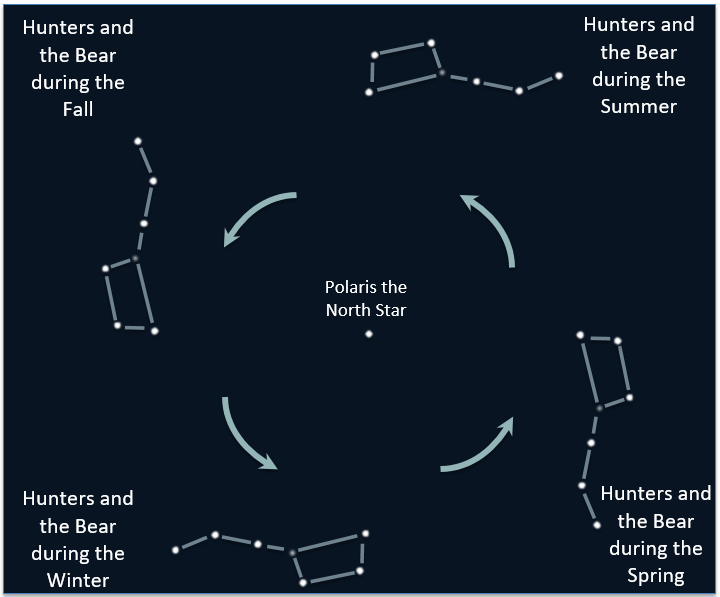 Hunters and
the Bear
during the
Fall
Hunters and
the Bear
during the
Summer
Polaris the
North Star
Hunters and
the Bear
during the
Winter
Hunters and
the Bear
during the
Spring